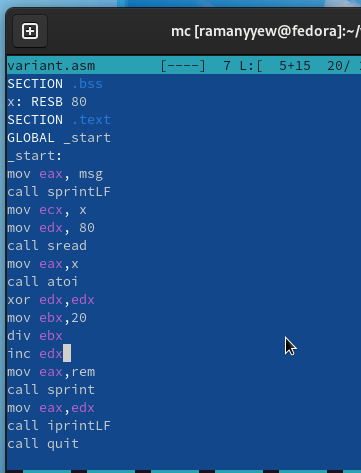 mc [ramanyyew@fedora]:~/
variant.asm [----] 7 L:[ 5+15 20/
SECTION .bss
x: RESB 80
SECTION .text
GLOBAL _start
_start:
mov eax, msg
call sprintLF
mov ecx, x
mov edx, 80
call sread
mov eax,x
call atoi
xor edx,edx
mov ebx,20
div ebx
inc edx
mov eax,rem
call sprint
mov eax,edx
call iprintLF
call quit